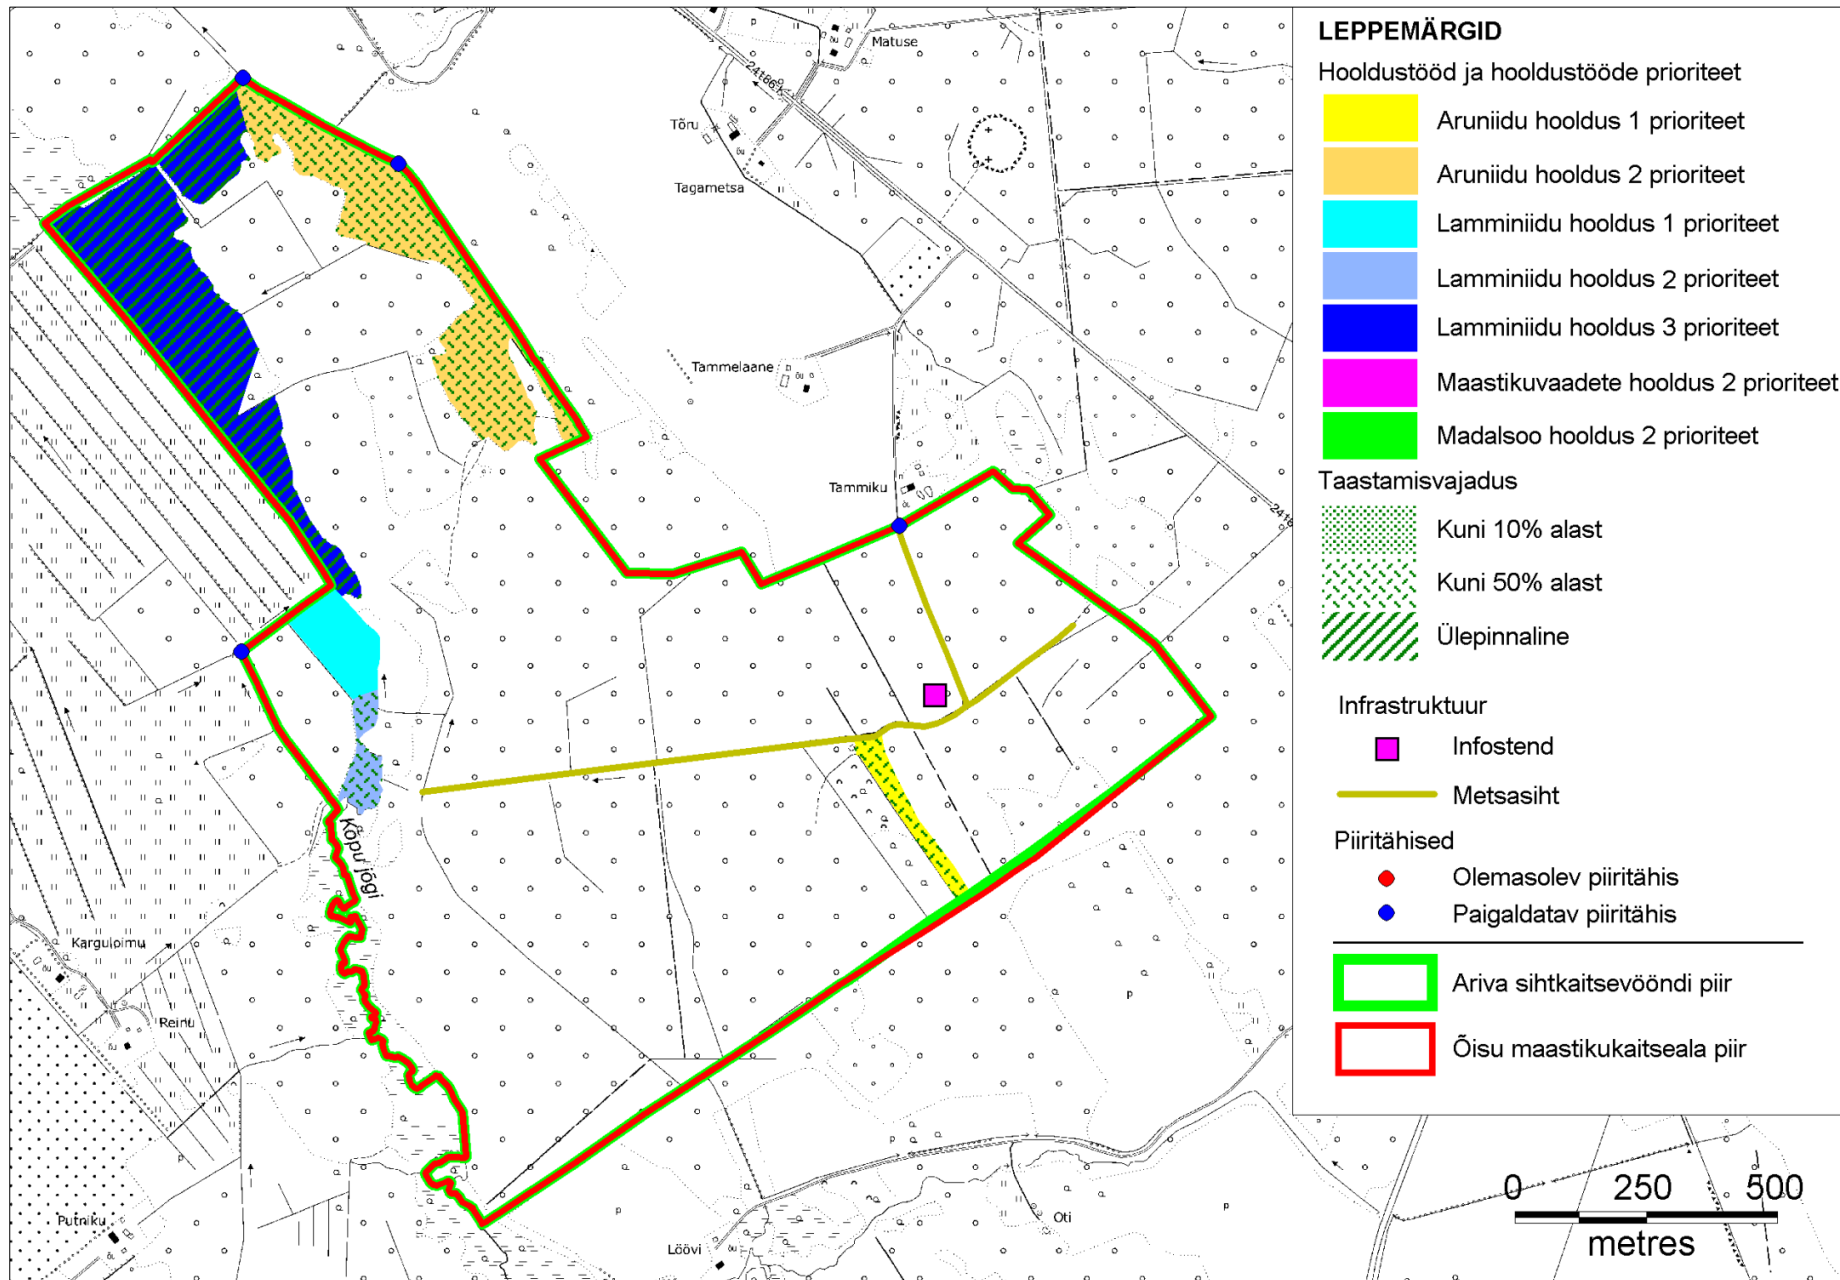 LEPPEMÄRGID
Hooldustööd ja hooldustööde prioriteet
Aruniidu hooldus 1 prioriteet
Aruniidu hooldus 2 prioriteet
Lamminiidu hooldus 1 prioriteet
Lamminiidu hooldus 2 prioriteet
Lamminiidu hooldus 3 prioriteet
Maastikuvaadete hooldus 2 prioriteet
Madalsoo hooldus 2 prioriteet
Taastamisvajadus
Kuni 10% alast
Kuni 50% alast
Ülepinnaline
Infrastruktuur
Infostend
Metsasiht
Piiritähised
Olemasolev piiritähis
Paigaldatav piiritähis
Ariva sihtkaitsevööndi piir
Õisu maastikukaitseala piir
0 250 500
metres
Matuse
Tõru
Tagametsa
Tammelaane
Tammiku
Kõpu jõgi
Karguloimu
Reinu
Putniku
Löövi
Oti